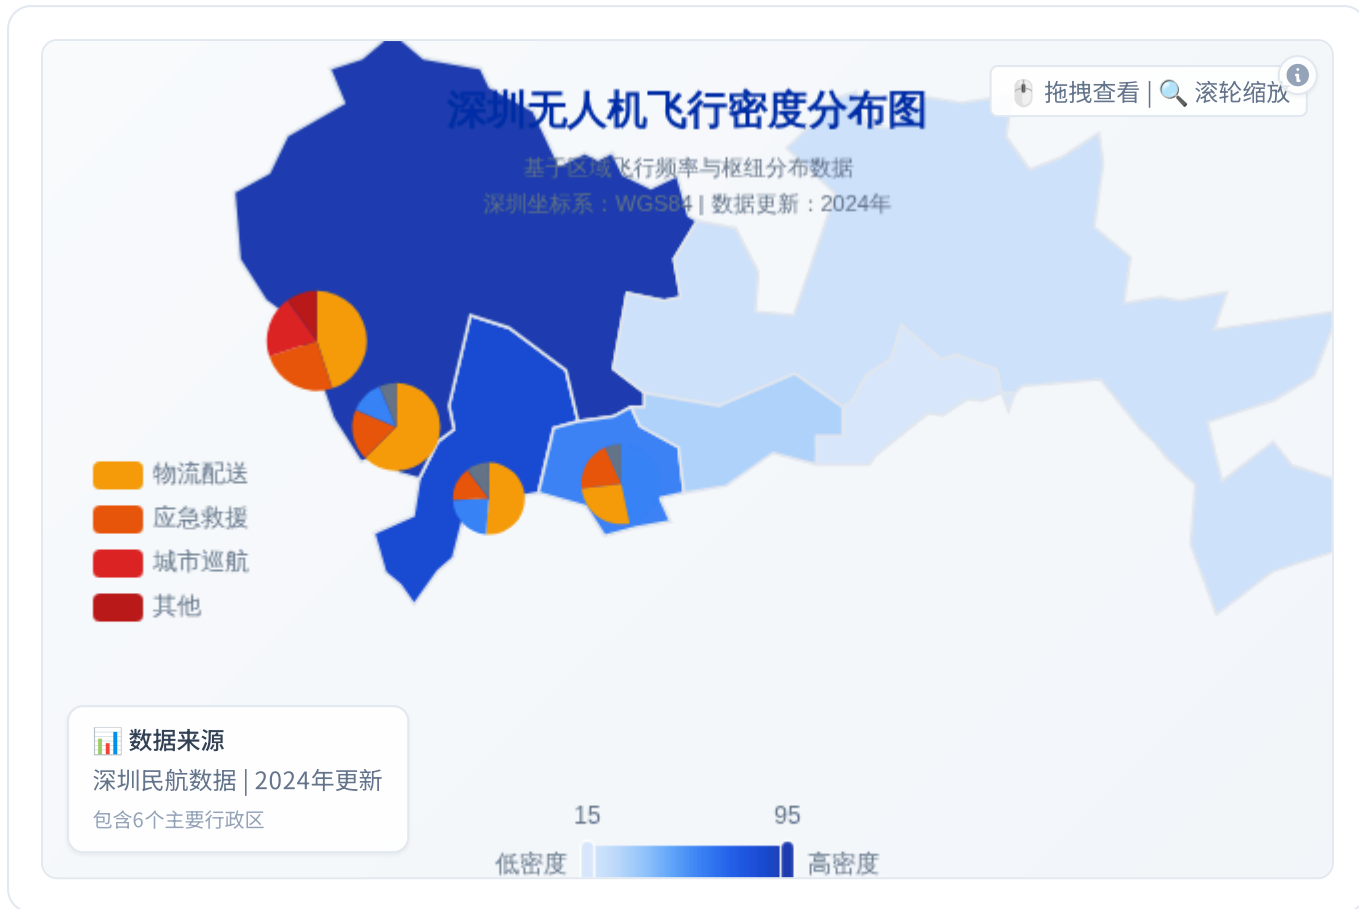 深圳无人机飞行密度分布图
基于区域飞行频率与枢纽分布数据
深圳坐标系：WGS84 | 数据更新：2024年
拖拽查看 | 滚轮缩放
物流配送
应急救援
城市巡航
其他
数据来源
深圳民航数据 | 2024年更新
包含6个主要行政区
15
95
低密度
高密度